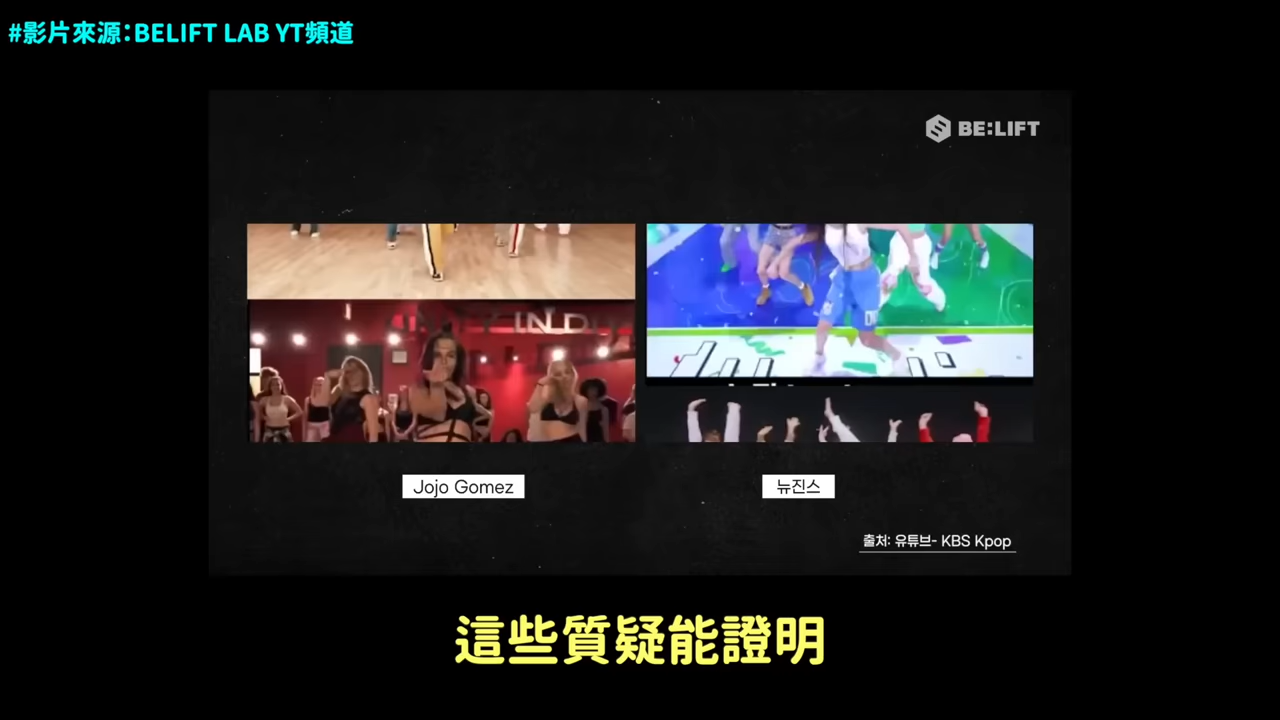 #影片來源：BELIFT LAB YT頻道
BE:LIFT
Jojo Gomez
뉴진스
출처: 유튜브- KBS Kpop
這些質疑能證明